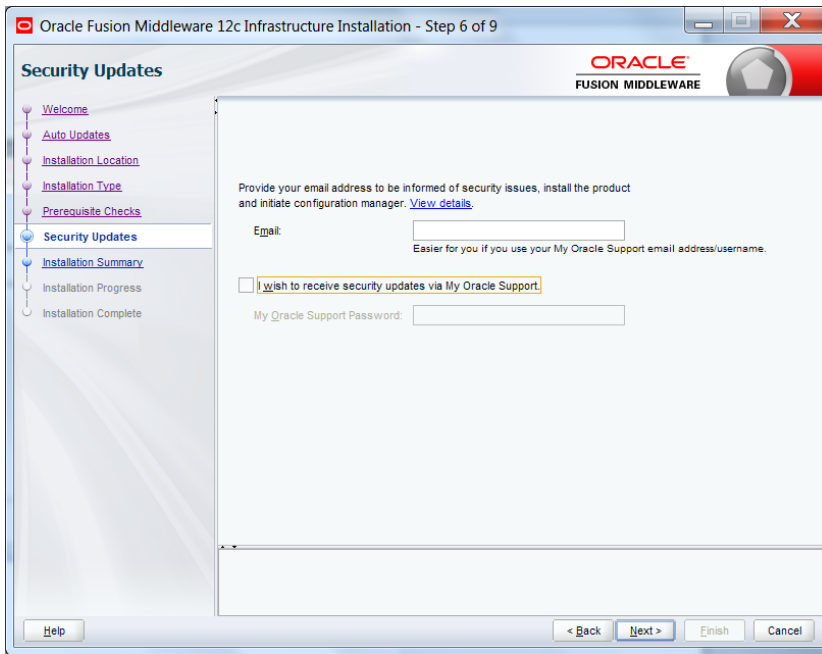 Oracle Fusion Middleware 12c Infrastructure Installation - Step 6 of 9
Security Updates
ORACLE
FUSION MIDDLEWARE
Welcome
Auto Updates
Installation Location
Installation Type
Prerequisite Checks
Security Updates
Installation Summary
Installation Progress
Installation Complete
Provide your email address to be informed of security issues, install the product
and initiate configuration manager. View details.
Email:
Easier for you if you use your My Oracle Support email address/username.
I wish to receive security updates via My Oracle Support.
My Oracle Support Password:
Help
< Back
Next >
Finish
Cancel